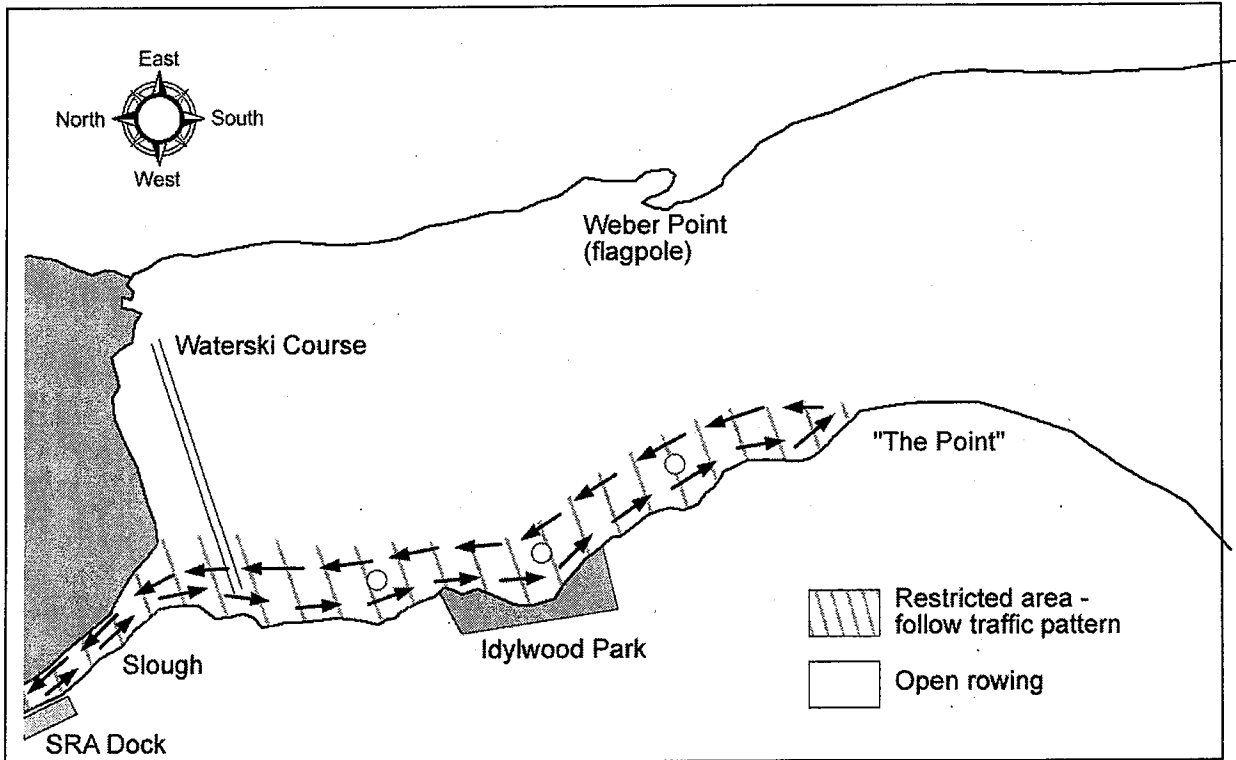 East
North
South
West
Weber Point
(flagpole)
Waterski Course
"The Point"
Restricted area -
follow traffic pattern
Idylwood Park
Slough
Open rowing
SRA Dock